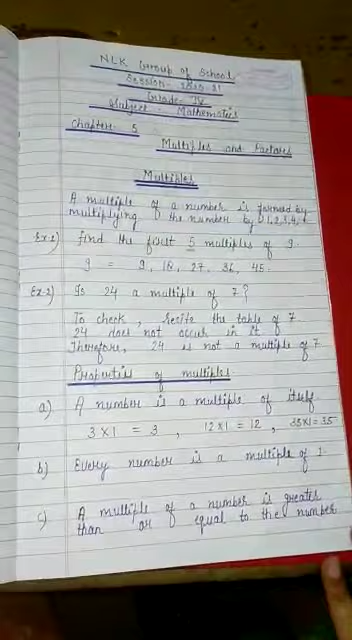 NLK Group of School
Session - 2020-21
Grade - IV
Subject - Mathematics
Chapter - 5
Multiples and Factors
Multiples
A multiple of a number is formed by
multiplying the number by 1,2,3,4,
Ex-1) find the first 5 multiples of 9.
9 = 9, 18, 27, 36, 45.
Ex-2) Is 24 a multiple of 7?
To check, recite the table of 7
24 does not occur in it
Therefore, 24 is not a multiple of 7
Properties of multiples
a) A number is a multiple of itself
3 x 1 = 3, 12x1 = 12, 35x1=35
b) Every number is a multiple of 1.
c) A multiple of a number is greater
than or equal to the number